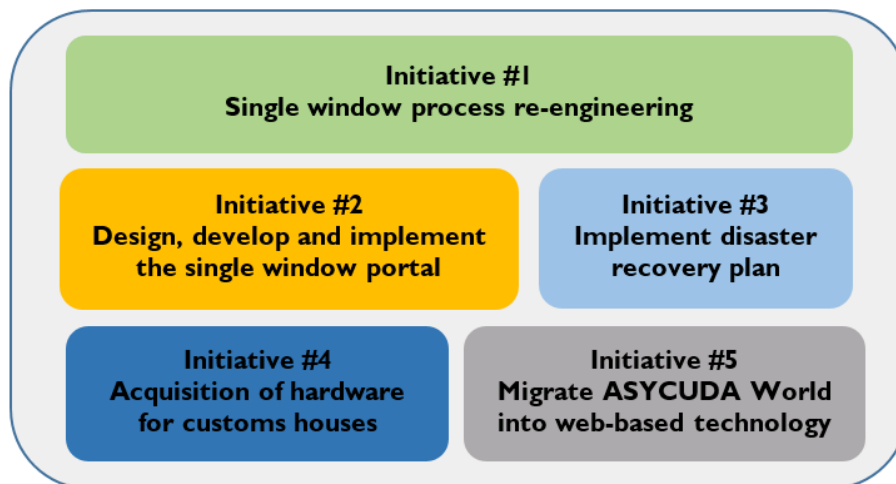 Initiative #1
Single window process re-engineering
Initiative #2
Design, develop and implement
the single window portal
Initiative #3
Implement disaster
recovery plan
Initiative #4
Acquisition of hardware
for customs houses
Initiative #5
Migrate ASYCUDA World
into web-based technology